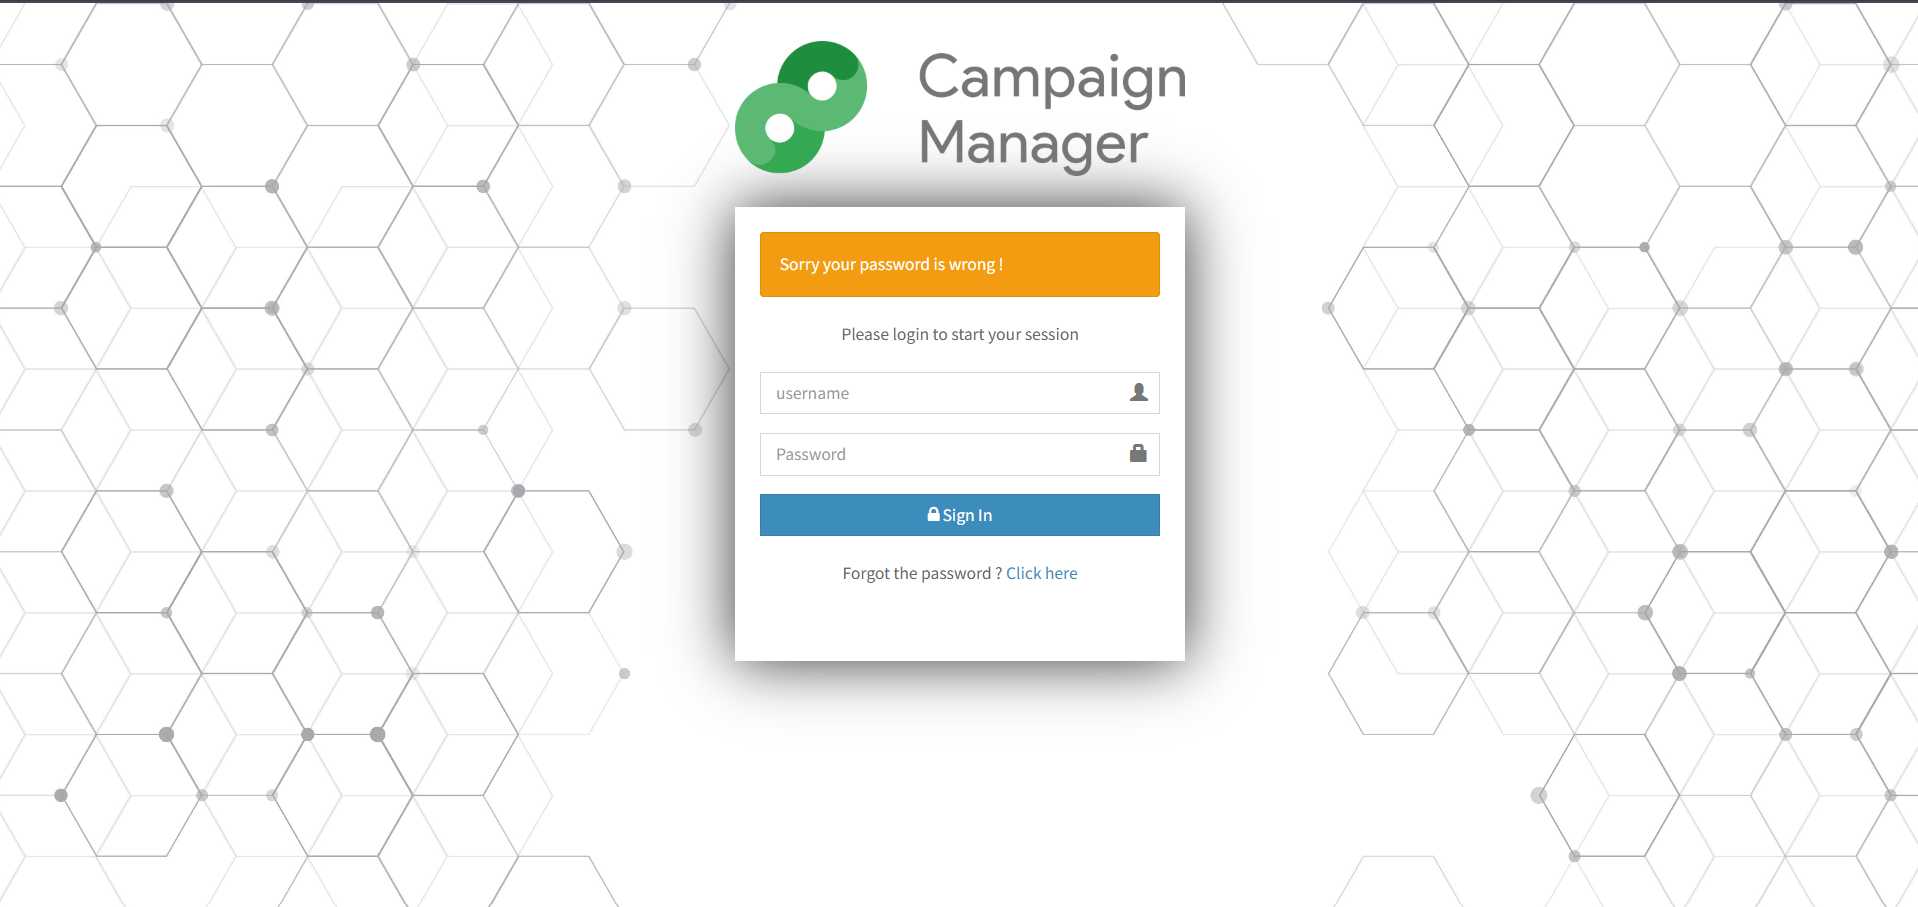 Campaign
Manager
Sorry your password is wrong !
Please login to start your session
username
Password
Sign In
Forgot the password ? Click here